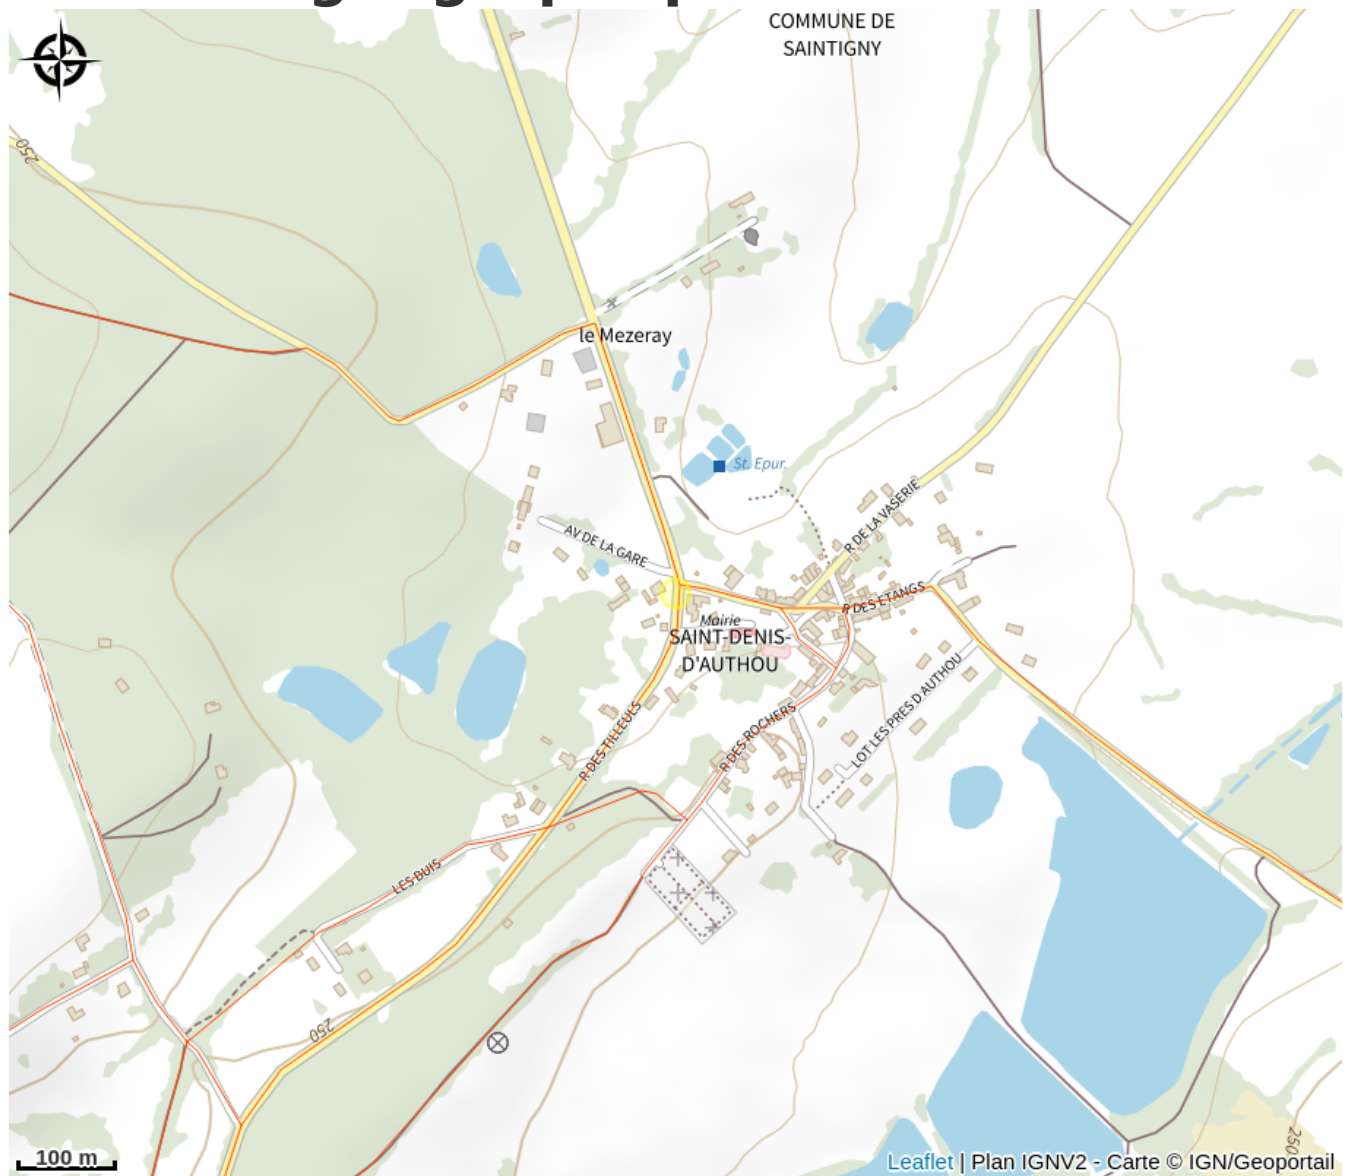 COMMUNE DE
SAINTIGNY
250
le Mezeray
St. Epur.
R DE LA VASERIE
AV DE LA GARE
R DES ETANGS
Mairie
SAINT-DENIS-
D'AUTHOU
LOT LES PRES D AUTHOU
R DES TILLEULS
R DES ROCHERS
LES BUIS
250
250
100 m
Leaflet | Plan IGNV2 - Carte © IGN/Geoportail